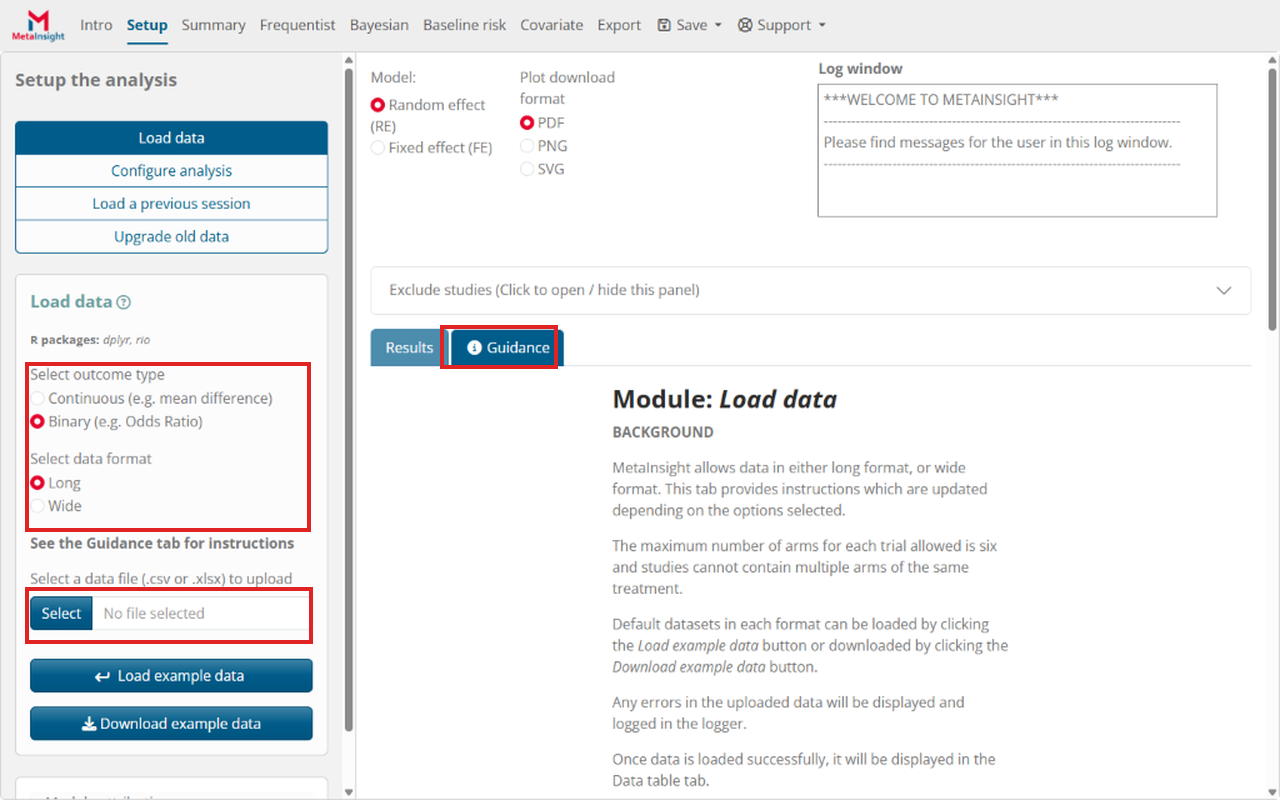 MetaInsight
Intro
Setup
Summary
Frequentist
Bayesian
Baseline risk
Covariate
Export
Save
Support
Setup the analysis
Load data
Configure analysis
Load a previous session
Upgrade old data
Load data
R packages: dplyr, rio
Select outcome type
Continuous (e.g. mean difference)
Binary (e.g. Odds Ratio)
Select data format
Long
Wide
See the Guidance tab for instructions
Select a data file (.csv or .xlsx) to upload
Select
No file selected
Load example data
Download example data
Model:
Random effect
(RE)
Fixed effect (FE)
Plot download
format
PDF
PNG
SVG
Log window
***WELCOME TO METAINSIGHT***
Please find messages for the user in this log window.
Exclude studies (Click to open / hide this panel)
Results
Guidance
Module: Load data
BACKGROUND
MetaInsight allows data in either long format, or wide
format. This tab provides instructions which are updated
depending on the options selected.
The maximum number of arms for each trial allowed is six
and studies cannot contain multiple arms of the same
treatment.
Default datasets in each format can be loaded by clicking
the Load example data button or downloaded by clicking the
Download example data button.
Any errors in the uploaded data will be displayed and
logged in the logger.
Once data is loaded successfully, it will be displayed in the
Data table tab.